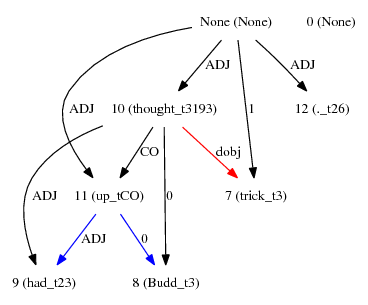 None (None) 0 (None)
ADJ ADJ 1 ADJ
10 (thought_t3193) 12 (._t26)
CO dobj
ADJ 11 (up_tCO) 0 7 (trick_t3)
ADJ 0
9 (had_t23) 8 (Budd_t3)